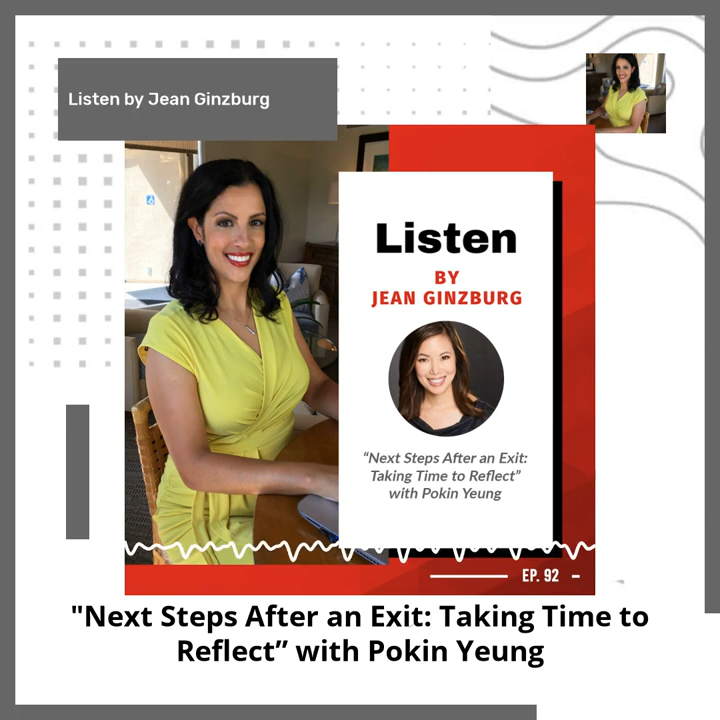 Listen by Jean Ginzburg
Listen
BY
JEAN GINZBURG
“Next Steps After an Exit:
Taking Time to Reflect”
with Pokin Yeung
EP. 92
"Next Steps After an Exit: Taking Time to
Reflect” with Pokin Yeung